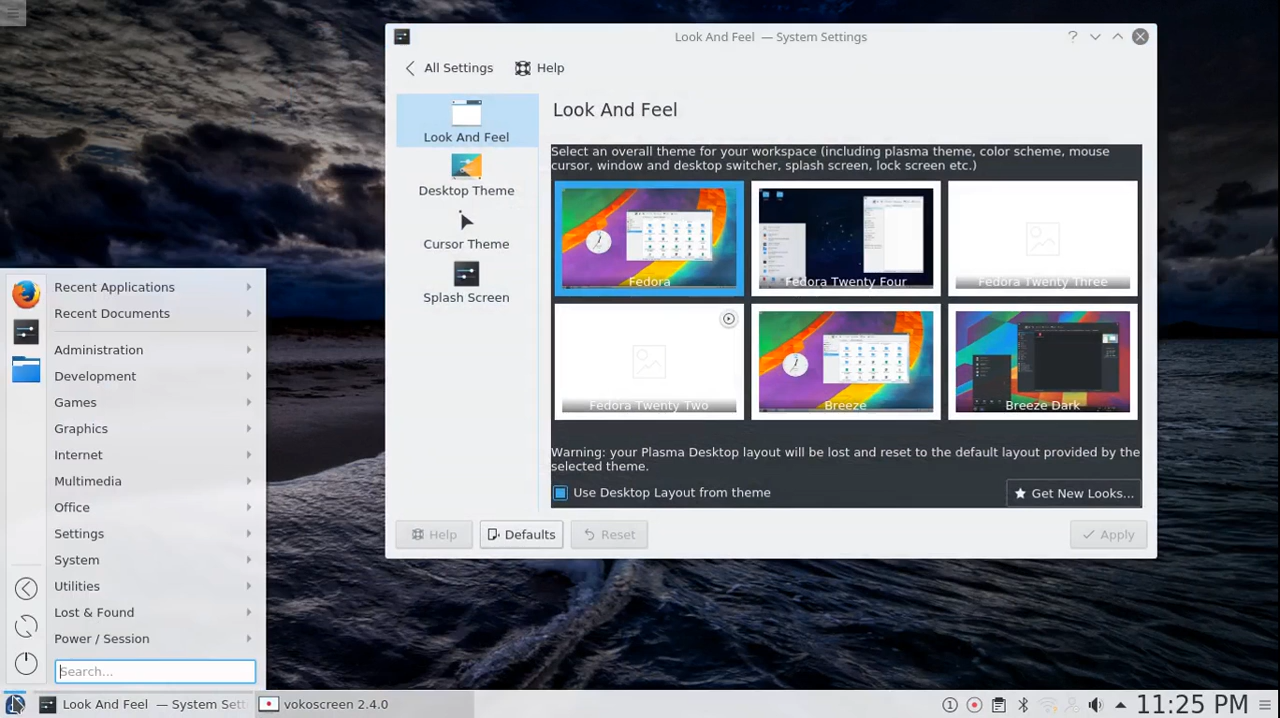 Look And Feel — System Settings
All Settings
Help
Look And Feel
Desktop Theme
Cursor Theme
Splash Screen
Look And Feel
Select an overall theme for your workspace (including plasma theme, color scheme, mouse
cursor, window and desktop switcher, splash screen, lock screen etc.)
Fedora
Fedora Twenty Four
Fedora Twenty Three
Fedora Twenty Two
Breeze
Breeze Dark
Warning: your Plasma Desktop layout will be lost and reset to the default layout provided by the
selected theme.
Use Desktop Layout from theme
Get New Looks...
Help
Defaults
Reset
Apply
Recent Applications
Recent Documents
Administration
Development
Games
Graphics
Internet
Multimedia
Office
Settings
System
Utilities
Lost & Found
Power / Session
Search...
Look And Feel — System Sett
vokoscreen 2.4.0
1
11:25 PM